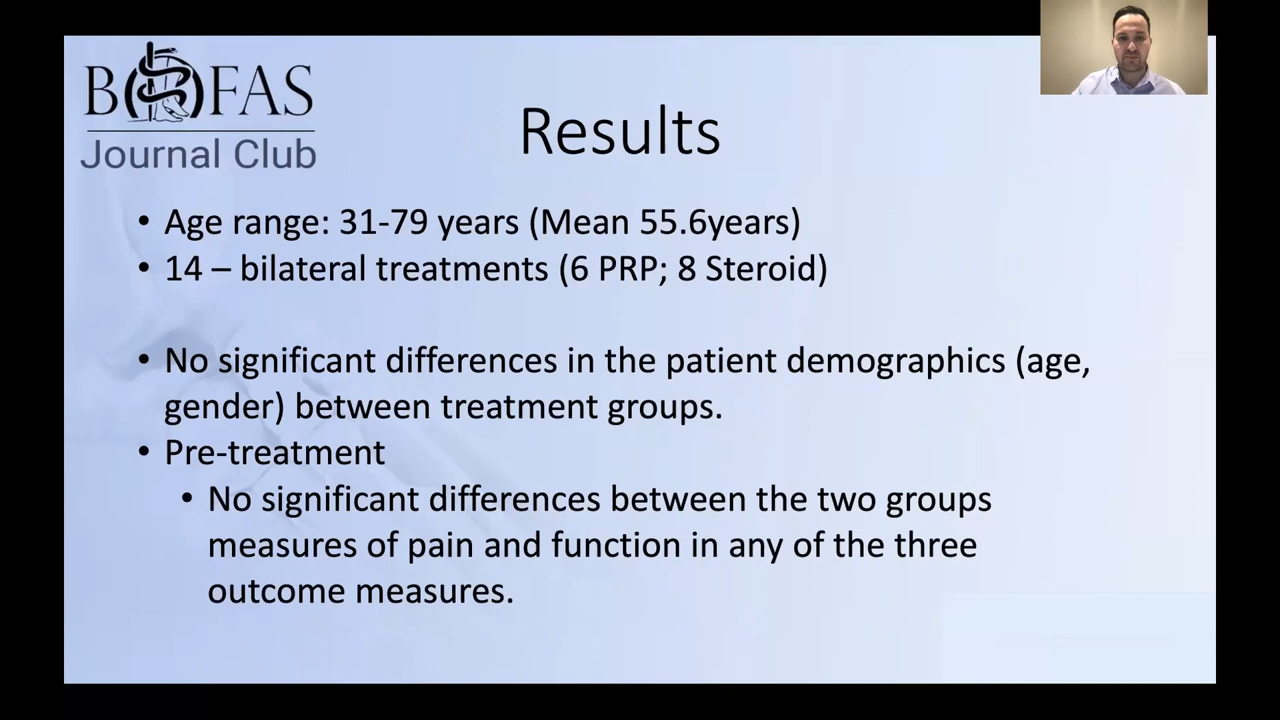 BOFAS
Journal Club
Results
• Age range: 31-79 years (Mean 55.6years)
• 14 – bilateral treatments (6 PRP; 8 Steroid)
• No significant differences in the patient demographics (age,
gender) between treatment groups.
• Pre-treatment
• No significant differences between the two groups
measures of pain and function in any of the three
outcome measures.